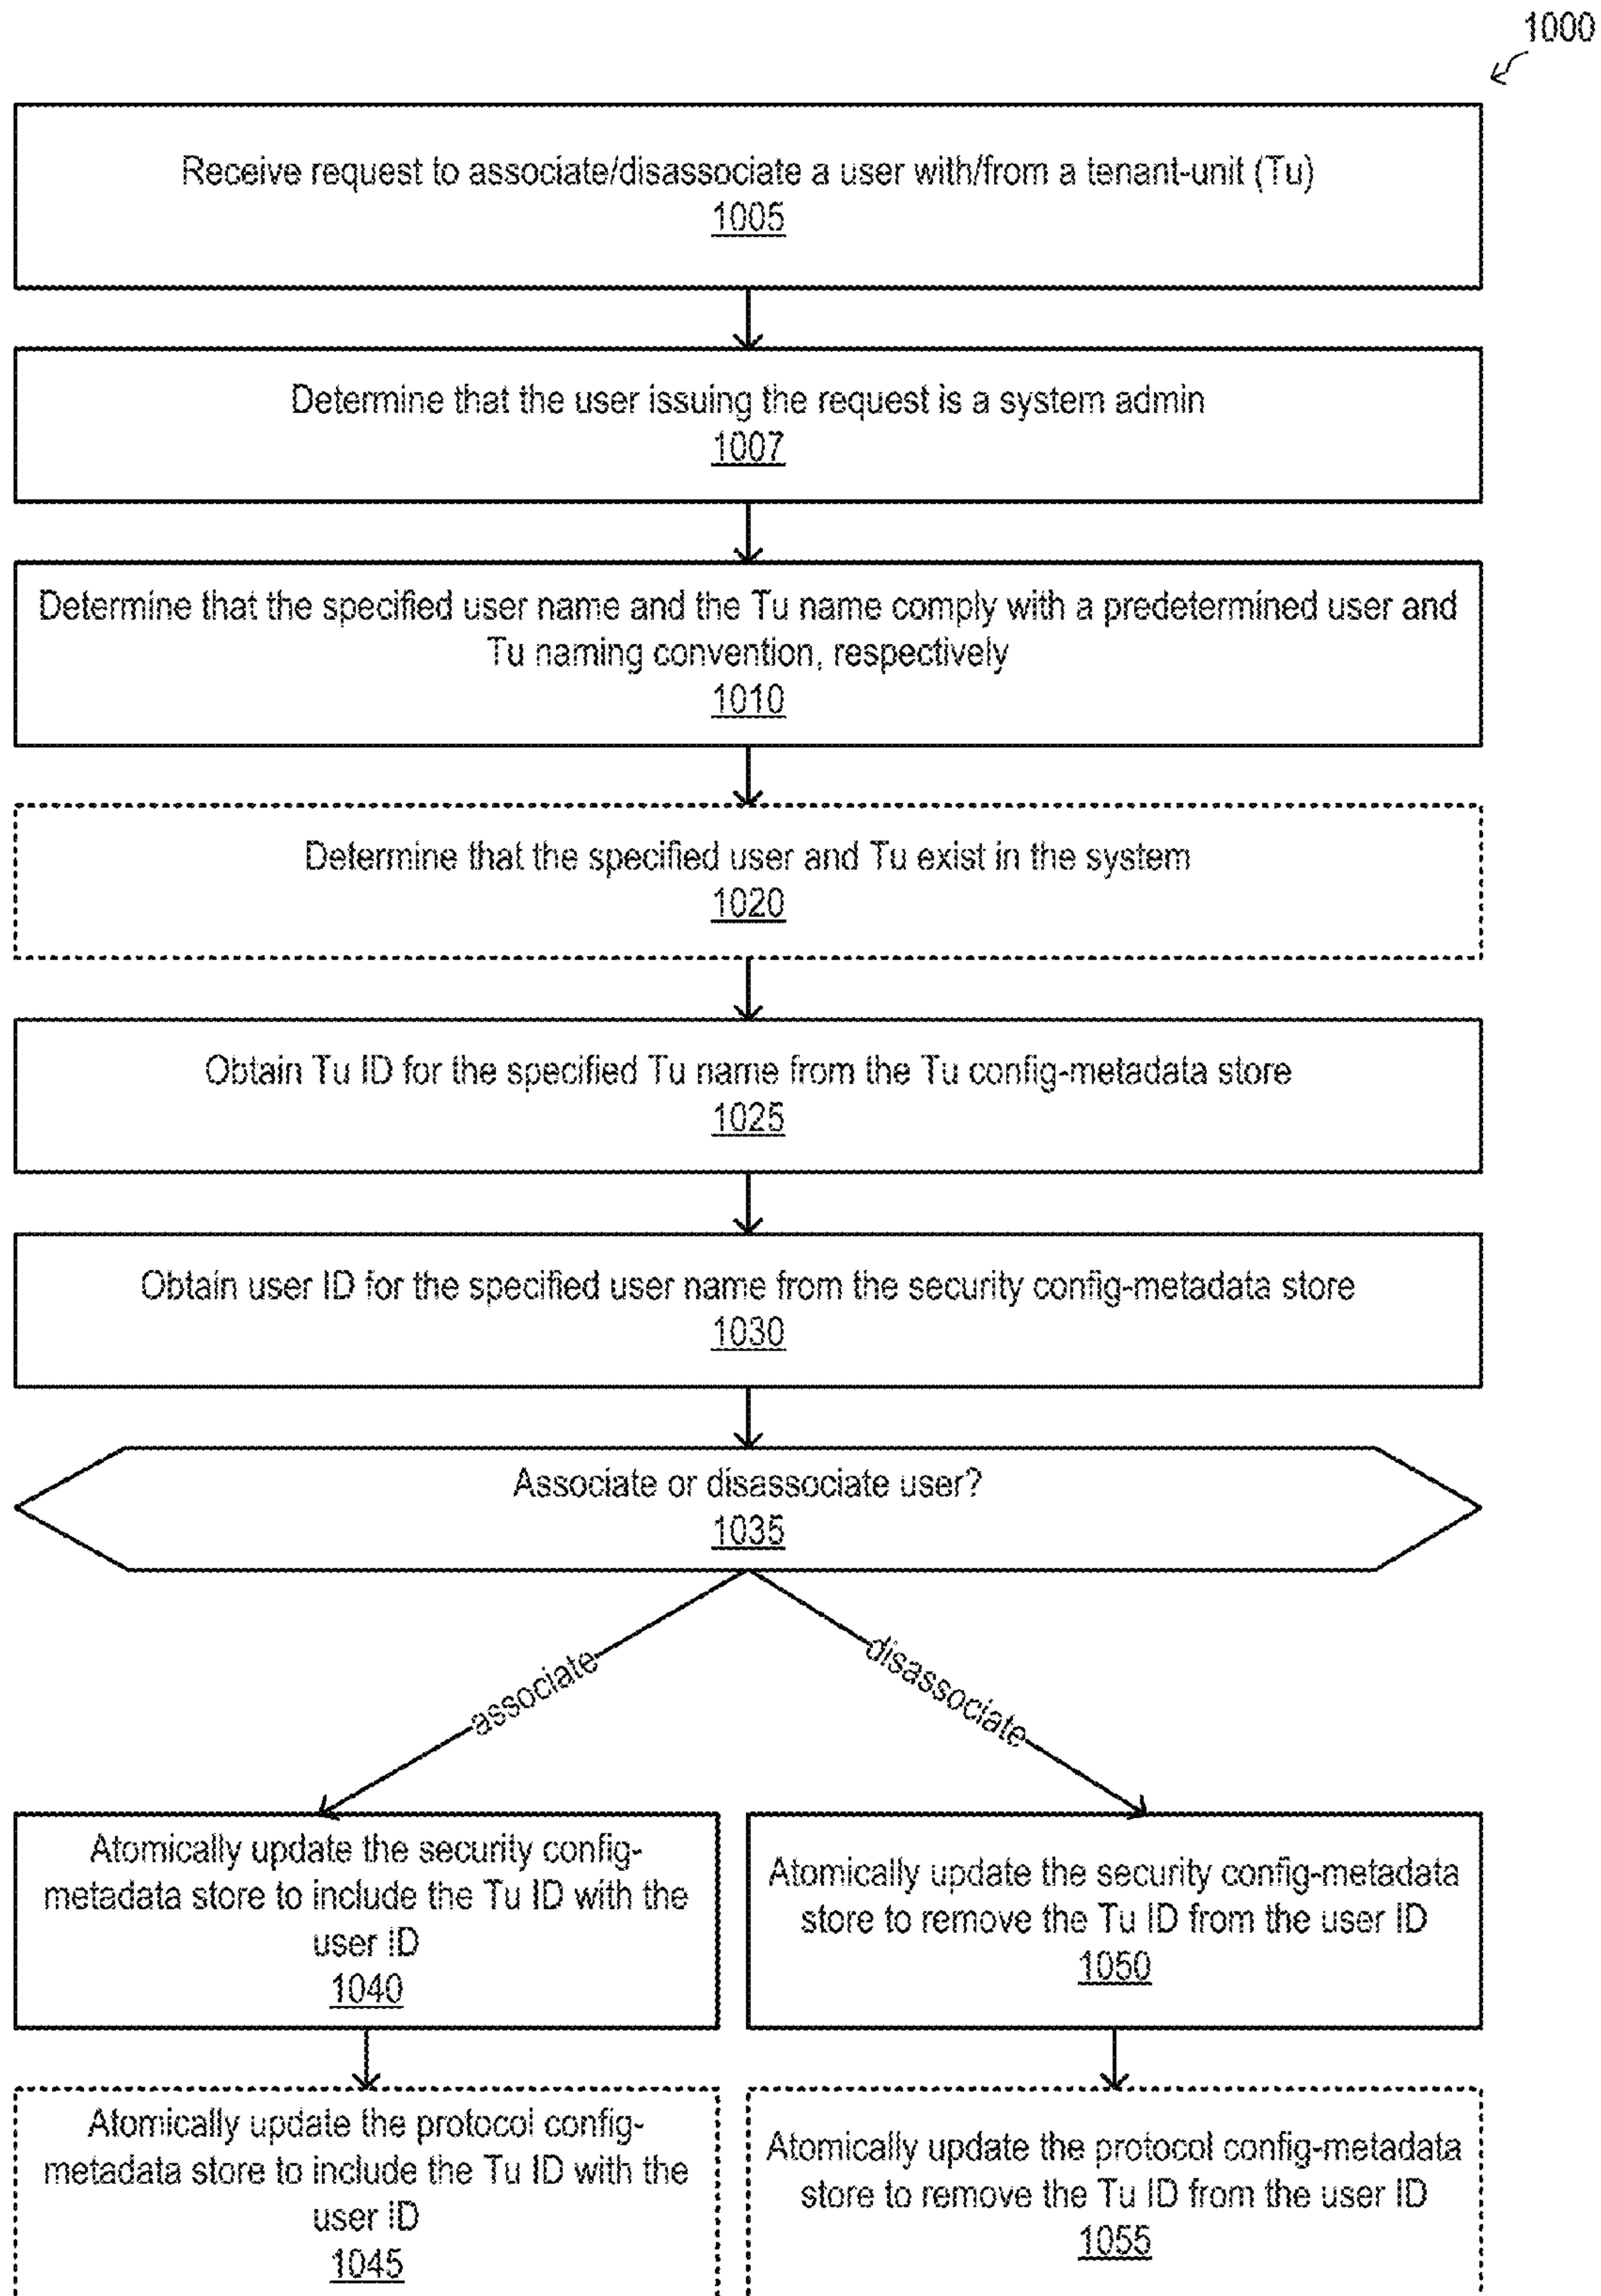 1000
Receive request to associate/disassociate a user with/from a tenant-unit (Tu)
1005
Determine that the user issuing the request is a system admin
1007
Determine that the specified user name and the Tu name comply with a predetermined user and
Tu naming convention, respectively
1010
Determine that the specified user and Tu exist in the system
1020
Obtain Tu ID for the specified Tu name from the Tu config-metadata store
1025
Obtain user ID for the specified user name from the security config-metadata store
1030
Associate or disassociate user?
1035
associate
disassociate
Atomically update the security config-
metadata store to include the Tu ID with the
user ID
1040
Atomically update the security config-metadata
store to remove the Tu ID from the user ID
1050
Atomically update the protocol config-
metadata store to include the Tu ID with the
user ID
1045
Atomically update the protocol config-metadata
store to remove the Tu ID from the user ID
1055